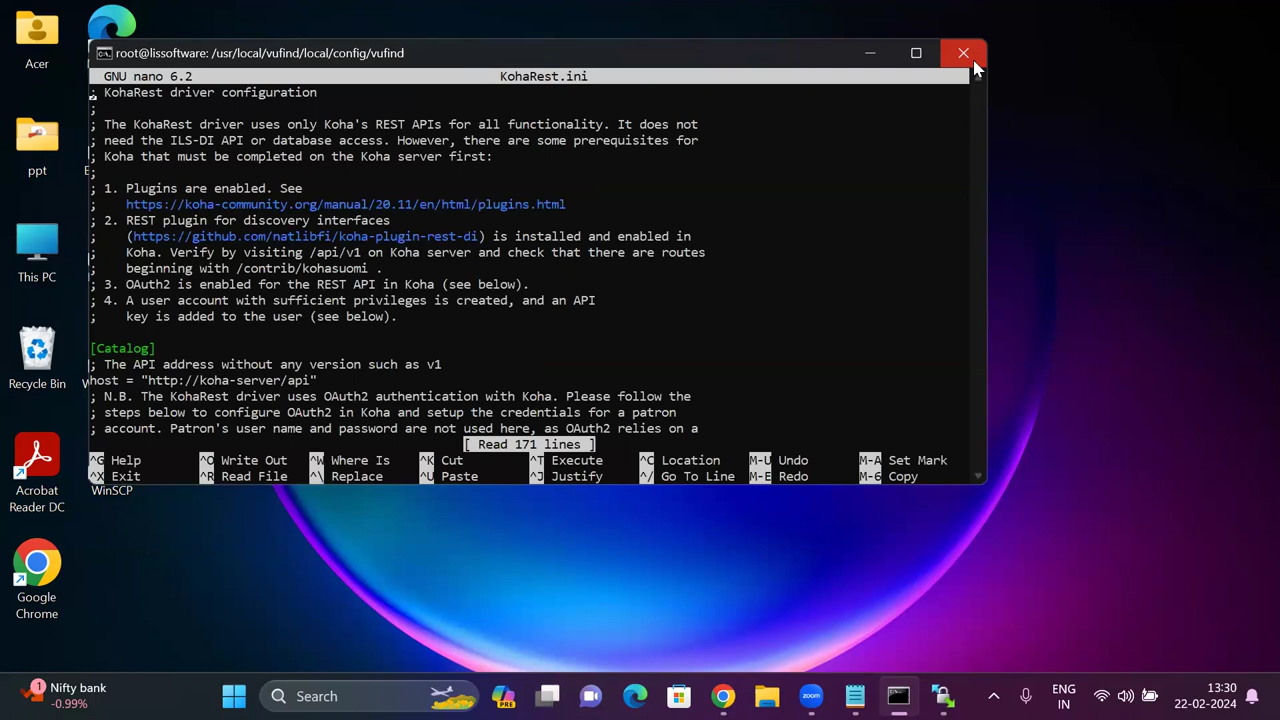 Acer
ppt
This PC
Recycle Bin
Acrobat
Reader DC
WinSCP
Google
Chrome
root@lissoftware: /usr/local/vufind/local/config/vufind
GNU nano 6.2 KohaRest.ini
; KohaRest driver configuration
;
; The KohaRest driver uses only Koha's REST APIs for all functionality. It does not
; need the ILS-DI API or database access. However, there are some prerequisites for
; Koha that must be completed on the Koha server first:
;
; 1. Plugins are enabled. See
; https://koha-community.org/manual/20.11/en/html/plugins.html
; 2. REST plugin for discovery interfaces
; (https://github.com/natlibfi/koha-plugin-rest-di) is installed and enabled in
; Koha. Verify by visiting /api/v1 on Koha server and check that there are routes
; beginning with /contrib/kohasuomi .
; 3. OAuth2 is enabled for the REST API in Koha (see below).
; 4. A user account with sufficient privileges is created, and an API
; key is added to the user (see below).
[Catalog]
; The API address without any version such as v1
host = "http://koha-server/api"
; N.B. The KohaRest driver uses OAuth2 authentication with Koha. Please follow the
; steps below to configure OAuth2 in Koha and setup the credentials for a patron
; account. Patron's user name and password are not used here, as OAuth2 relies on a
[ Read 171 lines ]
^G Help ^O Write Out ^W Where Is ^K Cut ^T Execute ^C Location M-U Undo M-A Set Mark
^X Exit ^R Read File ^\ Replace ^U Paste ^J Justify ^/ Go To Line M-E Redo M-6 Copy
1
Nifty bank
-0.99%
Search
PRE
zoom
ENG
IN
13:30
22-02-2024